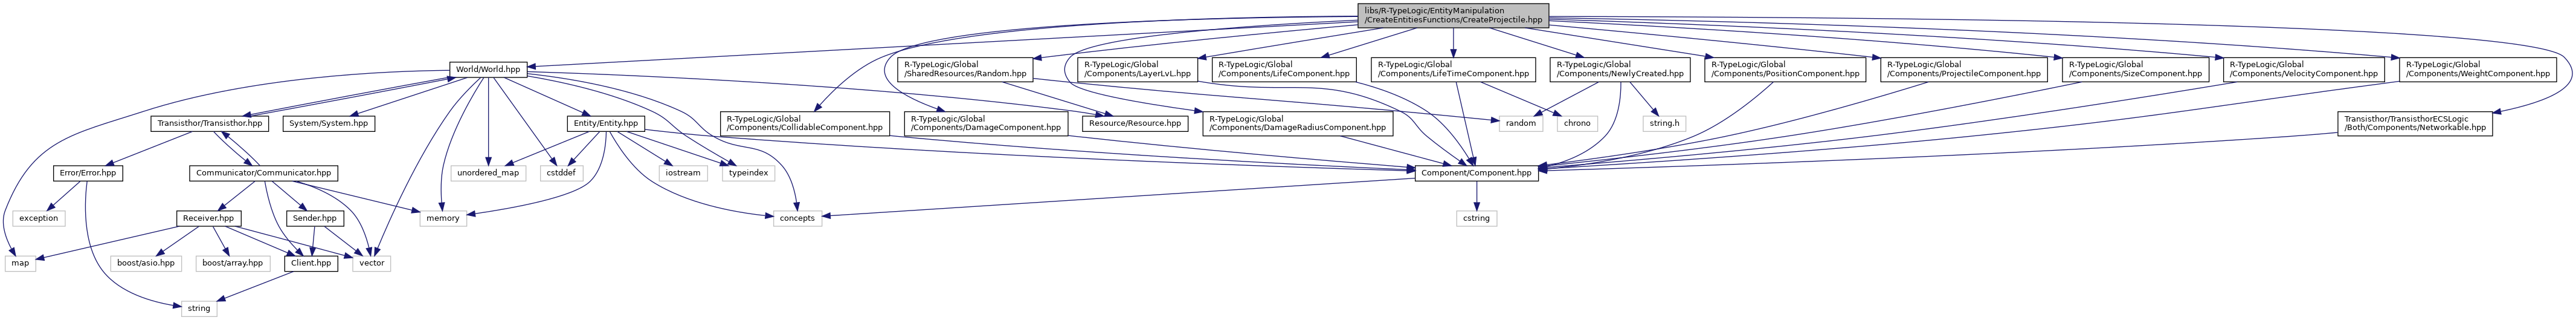 libs/R-TypeLogic/EntityManipulation
/CreateEntitiesFunctions/CreateProjectile.hpp
World/World.hpp
R-TypeLogic/Global
/SharedResources/Random.hpp
R-TypeLogic/Global
/Components/LayerLvL.hpp
R-TypeLogic/Global
/Components/LifeComponent.hpp
R-TypeLogic/Global
/Components/LifeTimeComponent.hpp
R-TypeLogic/Global
/Components/NewlyCreated.hpp
R-TypeLogic/Global
/Components/PositionComponent.hpp
R-TypeLogic/Global
/Components/ProjectileComponent.hpp
R-TypeLogic/Global
/Components/SizeComponent.hpp
R-TypeLogic/Global
/Components/VelocityComponent.hpp
R-TypeLogic/Global
/Components/WeightComponent.hpp
Transisthor/Transisthor.hpp
System/System.hpp
Entity/Entity.hpp
R-TypeLogic/Global
/Components/CollidableComponent.hpp
R-TypeLogic/Global
/Components/DamageComponent.hpp
Resource/Resource.hpp
R-TypeLogic/Global
/Components/DamageRadiusComponent.hpp
random
chrono
string.h
Transisthor/TransisthorECSLogic
/Both/Components/Networkable.hpp
Error/Error.hpp
Communicator/Communicator.hpp
unordered_map
cstddef
iostream
typeindex
Component/Component.hpp
exception
Receiver.hpp
Sender.hpp
memory
concepts
cstring
map
boost/asio.hpp
boost/array.hpp
Client.hpp
vector
string